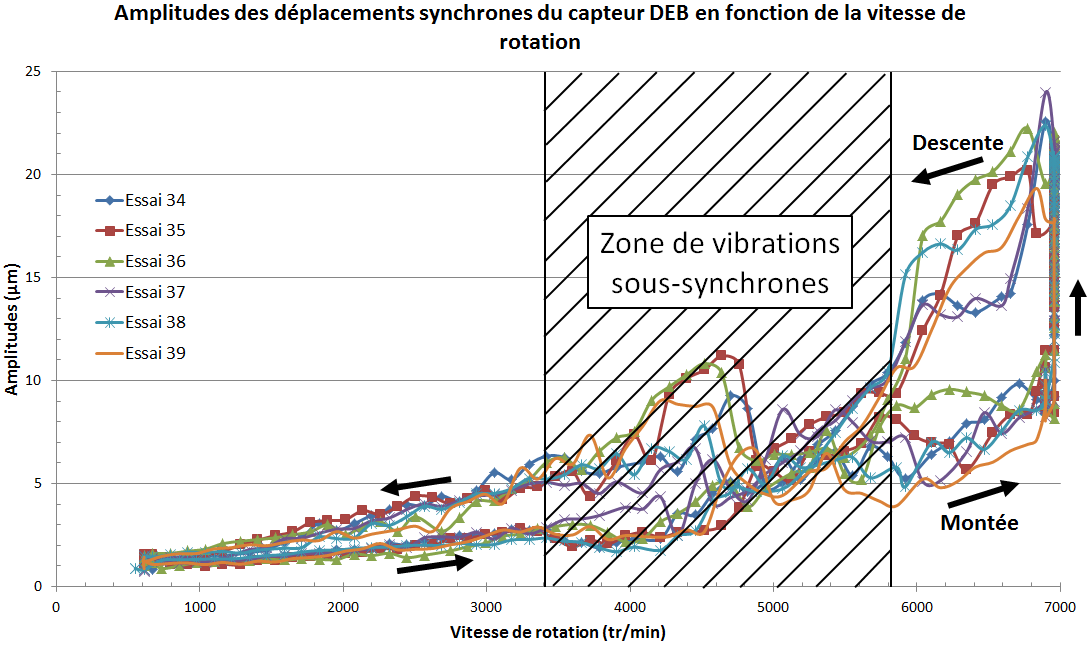 Amplitudes des déplacements synchrones du capteur DEB en fonction de la vitesse de
rotation
25
20
15
10
5
0
Amplitudes (µm)
Essai 34
Essai 35
Essai 36
Essai 37
Essai 38
Essai 39
Zone de vibrations
sous-synchrones
Descente
Montée
0 1000 2000 3000 4000 5000 6000 7000
Vitesse de rotation (tr/min)